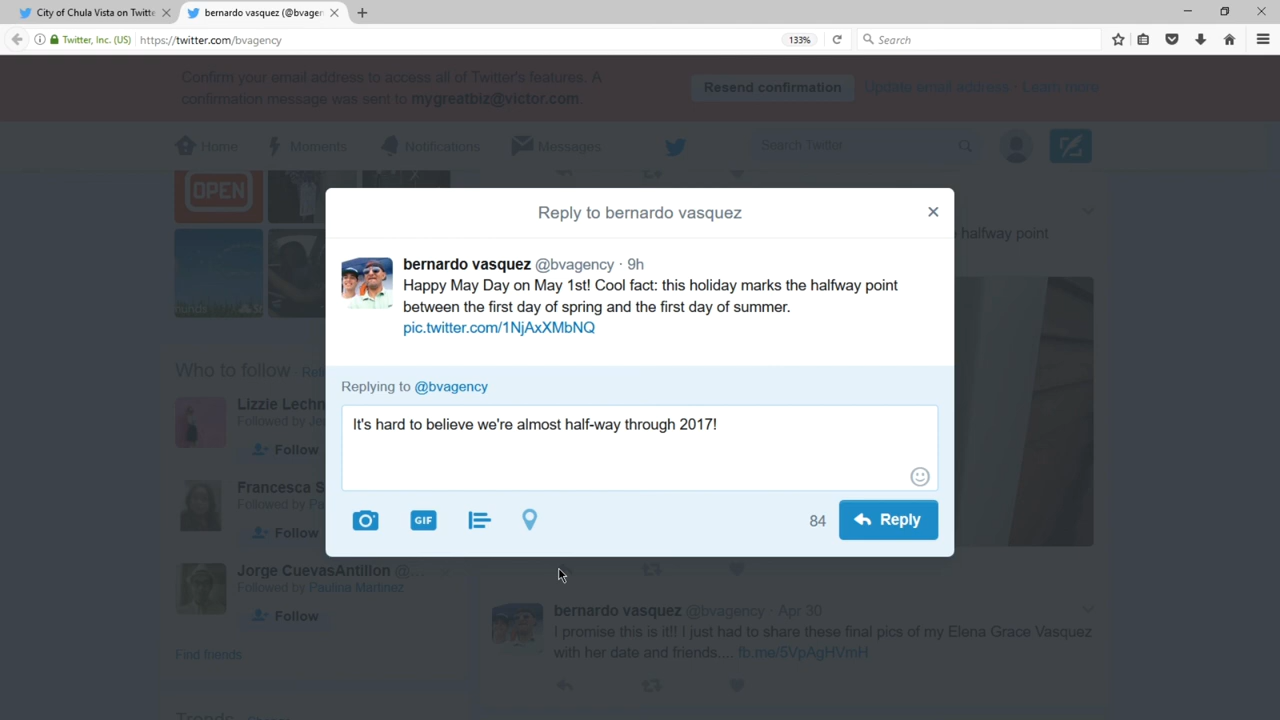 City of Chula Vista on Twitte
bernardo vasquez (@bvager
Twitter, Inc. (US)
https://twitter.com/bvagency
133%
Search
Confirm your email address to access all of Twitter's features. A
confirmation message was sent to mygreatbiz@victor.com.
Resend confirmation
Update email address · Learn more
Home
Moments
Notifications
Messages
Search Twitter
OPEN
halfway point
Reply to bernardo vasquez
bernardo vasquez @bvagency · 9h
Happy May Day on May 1st! Cool fact: this holiday marks the halfway point
between the first day of spring and the first day of summer.
pic.twitter.com/1NjAxXMbNQ
Replying to @bvagency
It's hard to believe we're almost half-way through 2017!
GIF
84
Reply
Who to follow
Lizzie Lechn
Followed by Je
Follow
Francesca S
Followed by Pa
Follow
Jorge CuevasAntillon @...
Followed by Paulina Martinez
Follow
Find friends
bernardo vasquez @bvagency · Apr 30
I promise this is it!! I just had to share these final pics of my Elena Grace Vasquez
with her date and friends.... fb.me/5VpAgHVmH
Trends